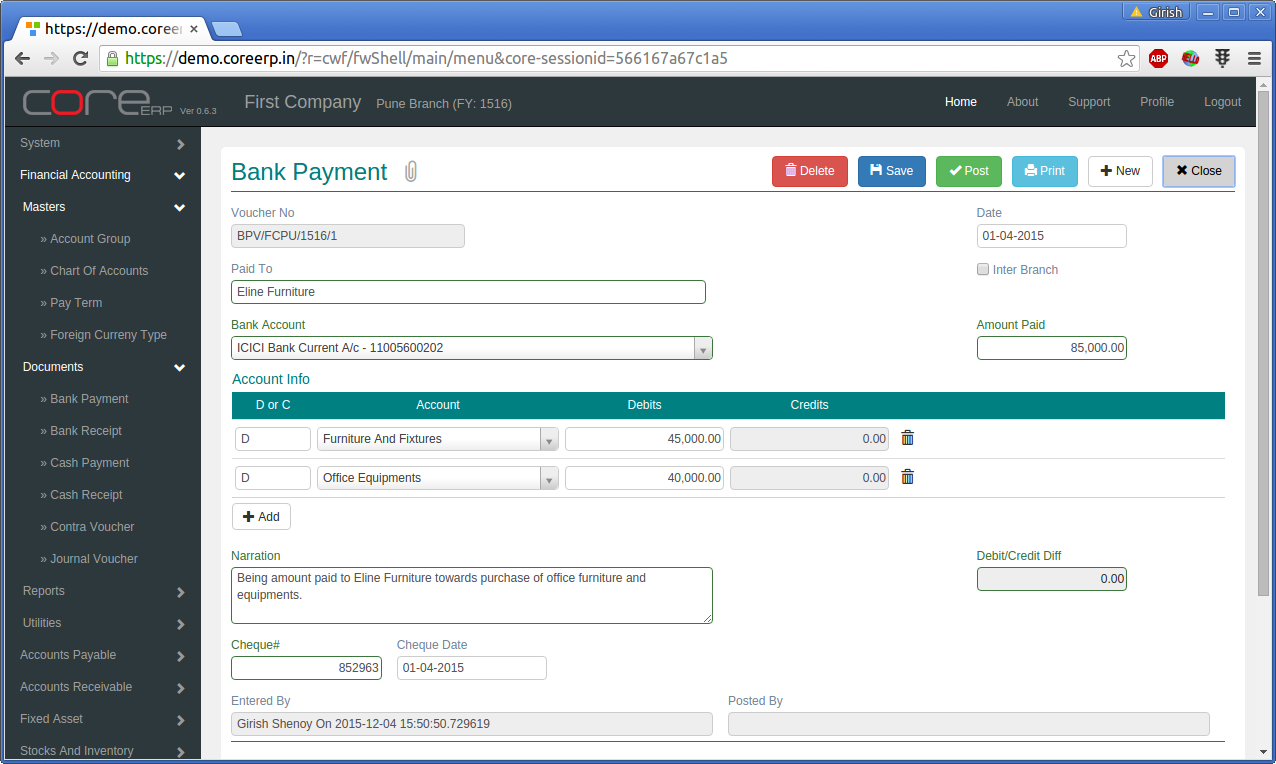 Girish
https://demo.coreer
https://demo.coreerp.in/?r=cwf/fwShell/main/menu&core-sessionid=566167a67c1a5
ABP
core ERP Ver 0.6.3
First Company Pune Branch (FY: 1516)
Home About Support Profile Logout
System
Financial Accounting
Masters
» Account Group
» Chart Of Accounts
» Pay Term
» Foreign Curreny Type
Documents
» Bank Payment
» Bank Receipt
» Cash Payment
» Cash Receipt
» Contra Voucher
» Journal Voucher
Reports
Utilities
Accounts Payable
Accounts Receivable
Fixed Asset
Stocks And Inventory
Bank Payment
Delete Save Post Print New Close
Voucher No Date
BPV/FCPU/1516/1 01-04-2015
Paid To Inter Branch
Eline Furniture
Bank Account Amount Paid
ICICI Bank Current A/c - 11005600202 85,000.00
Account Info
D or C Account Debits Credits
D Furniture And Fixtures 45,000.00 0.00
D Office Equipments 40,000.00 0.00
Add
Narration Debit/Credit Diff
Being amount paid to Eline Furniture towards purchase of office furniture and 0.00
equipments.
Cheque# Cheque Date
852963 01-04-2015
Entered By Posted By
Girish Shenoy On 2015-12-04 15:50:50.729619